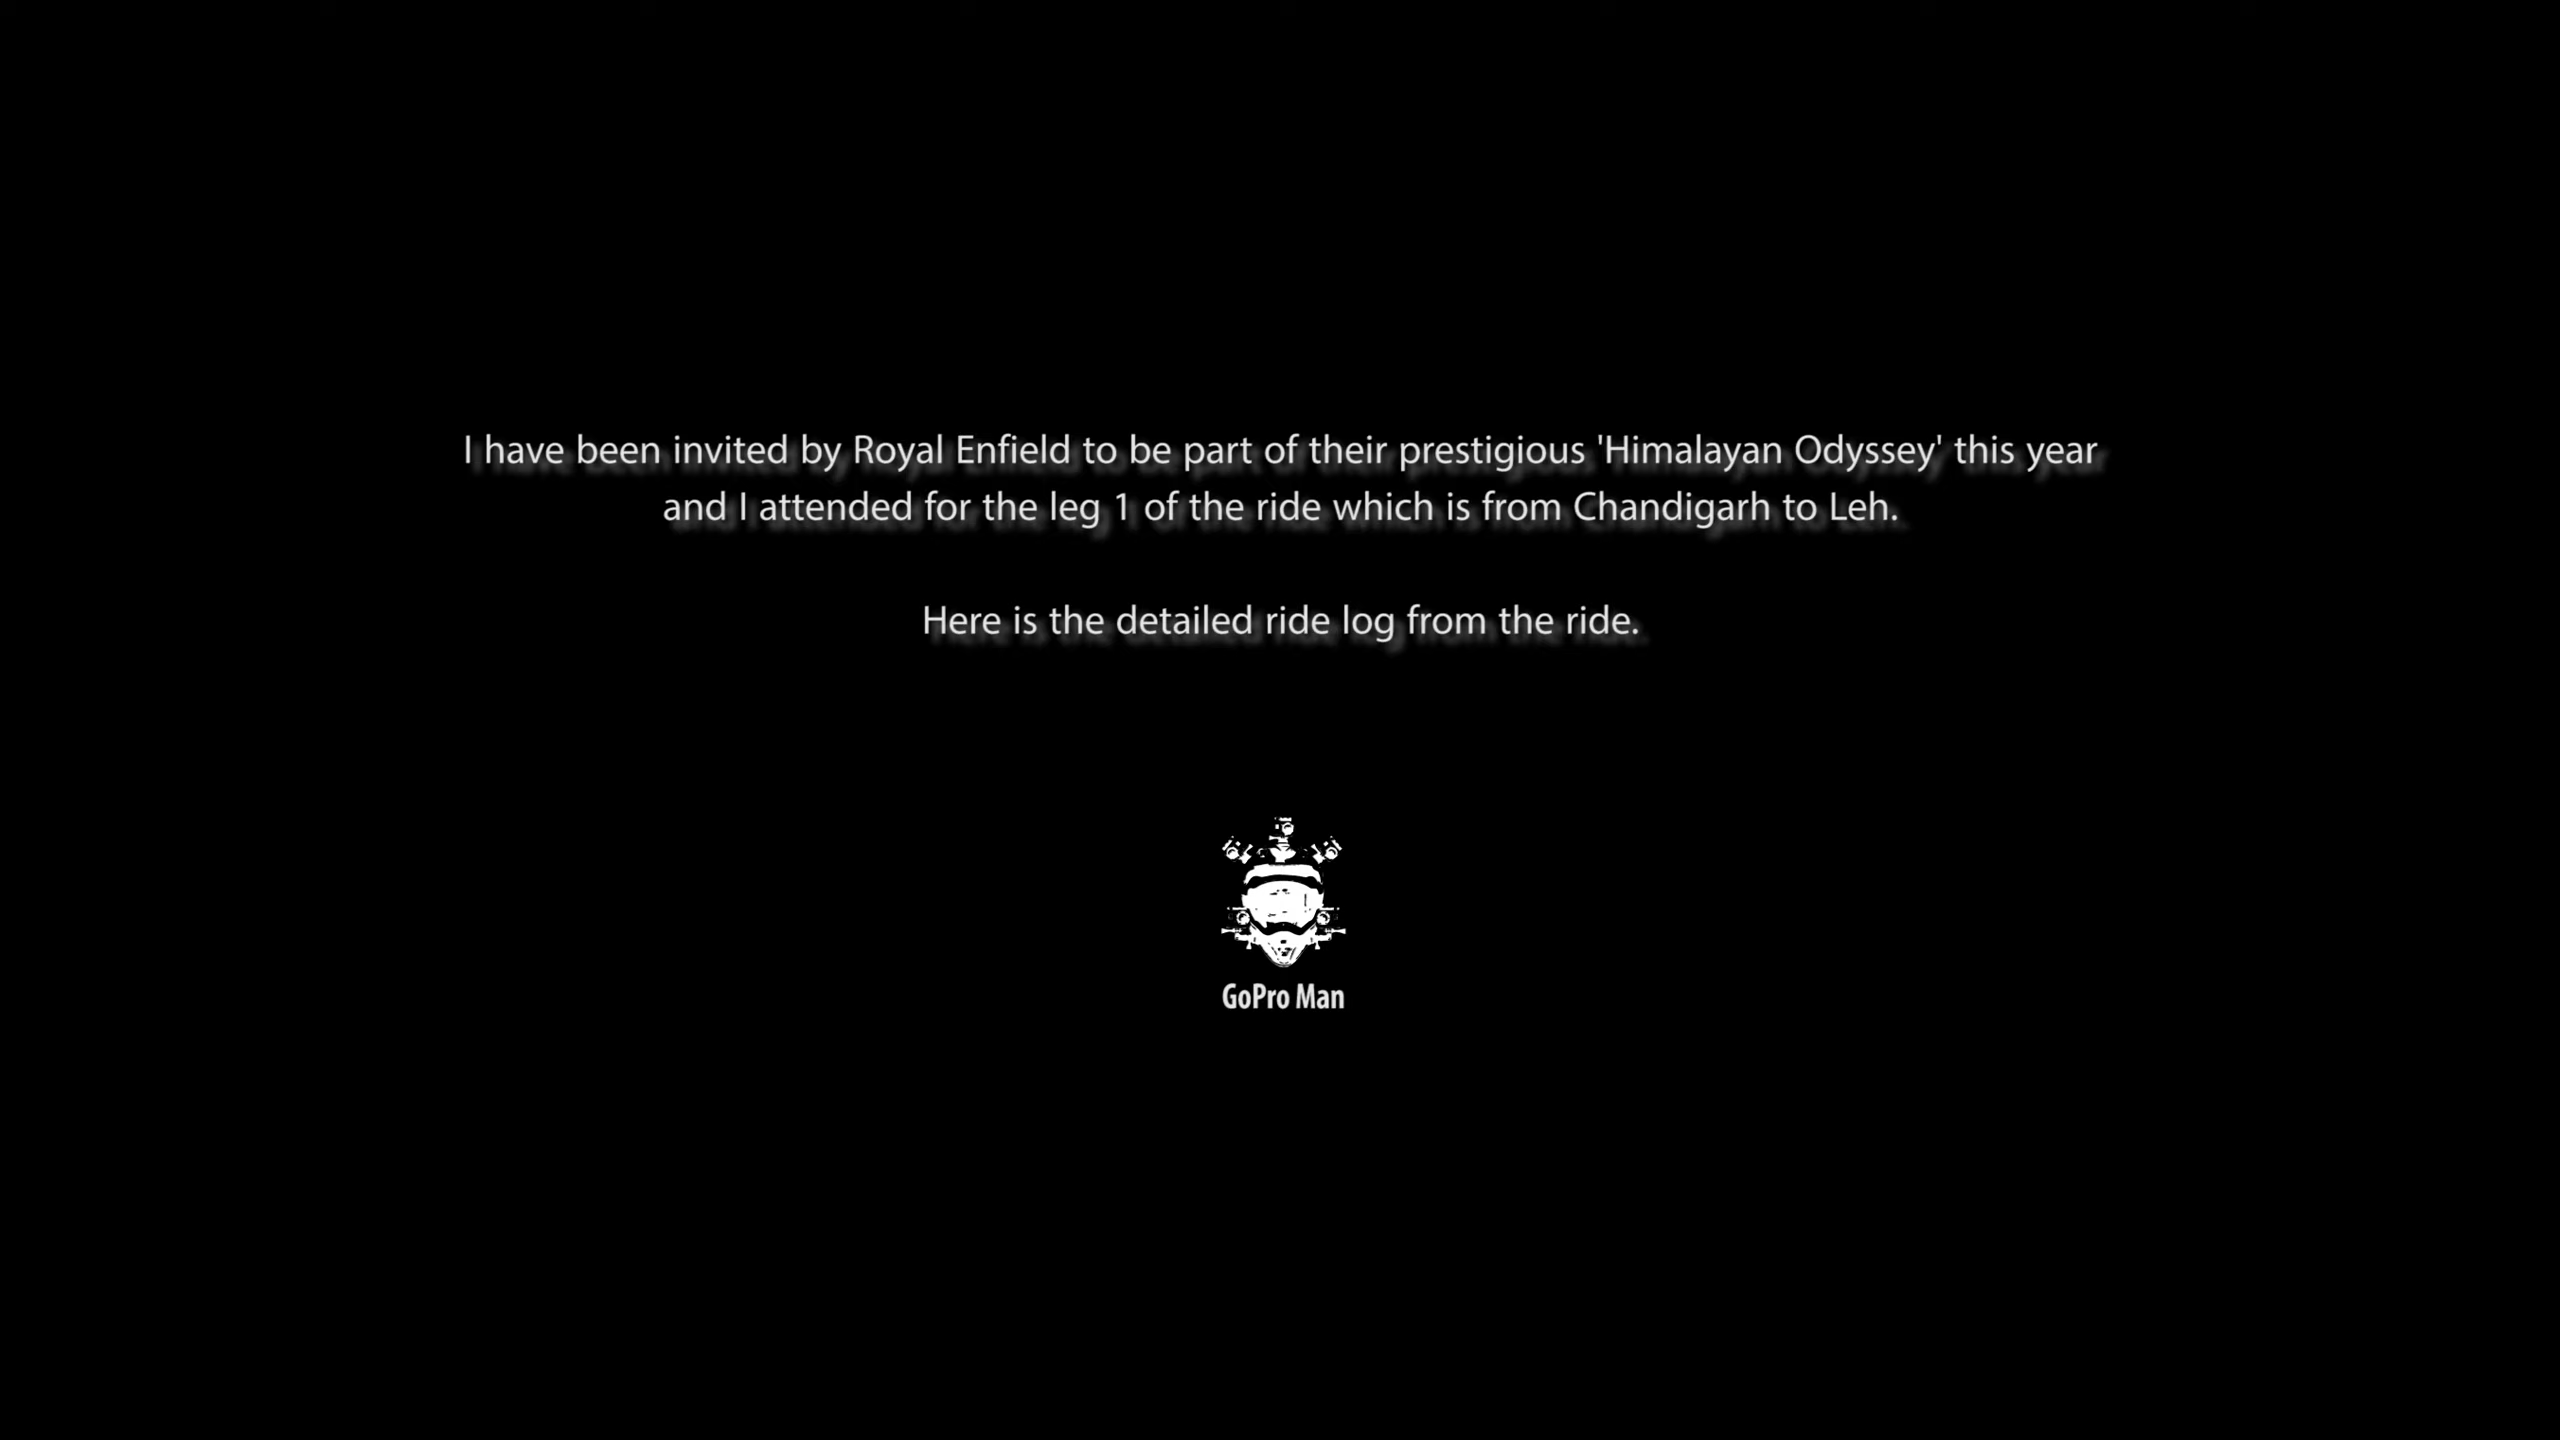 I have been invited by Royal Enfield to be part of their prestigious 'Himalayan Odyssey' this year
and I attended for the leg 1 of the ride which is from Chandigarh to Leh.
Here is the detailed ride log from the ride.
GoPro Man